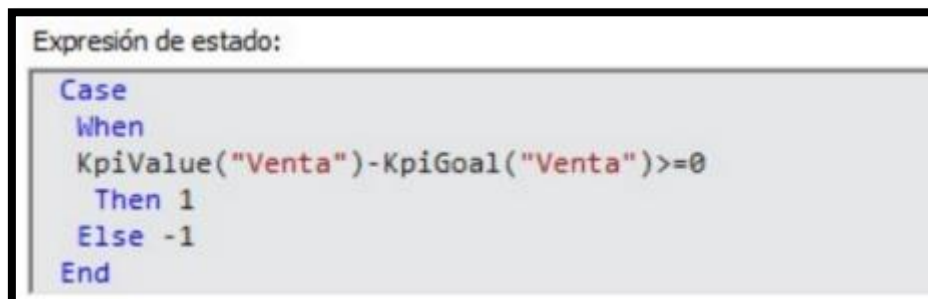 Expresión de estado:
Case
When
KpiValue("Venta")-KpiGoal("Venta")>=0
Then 1
Else -1
End